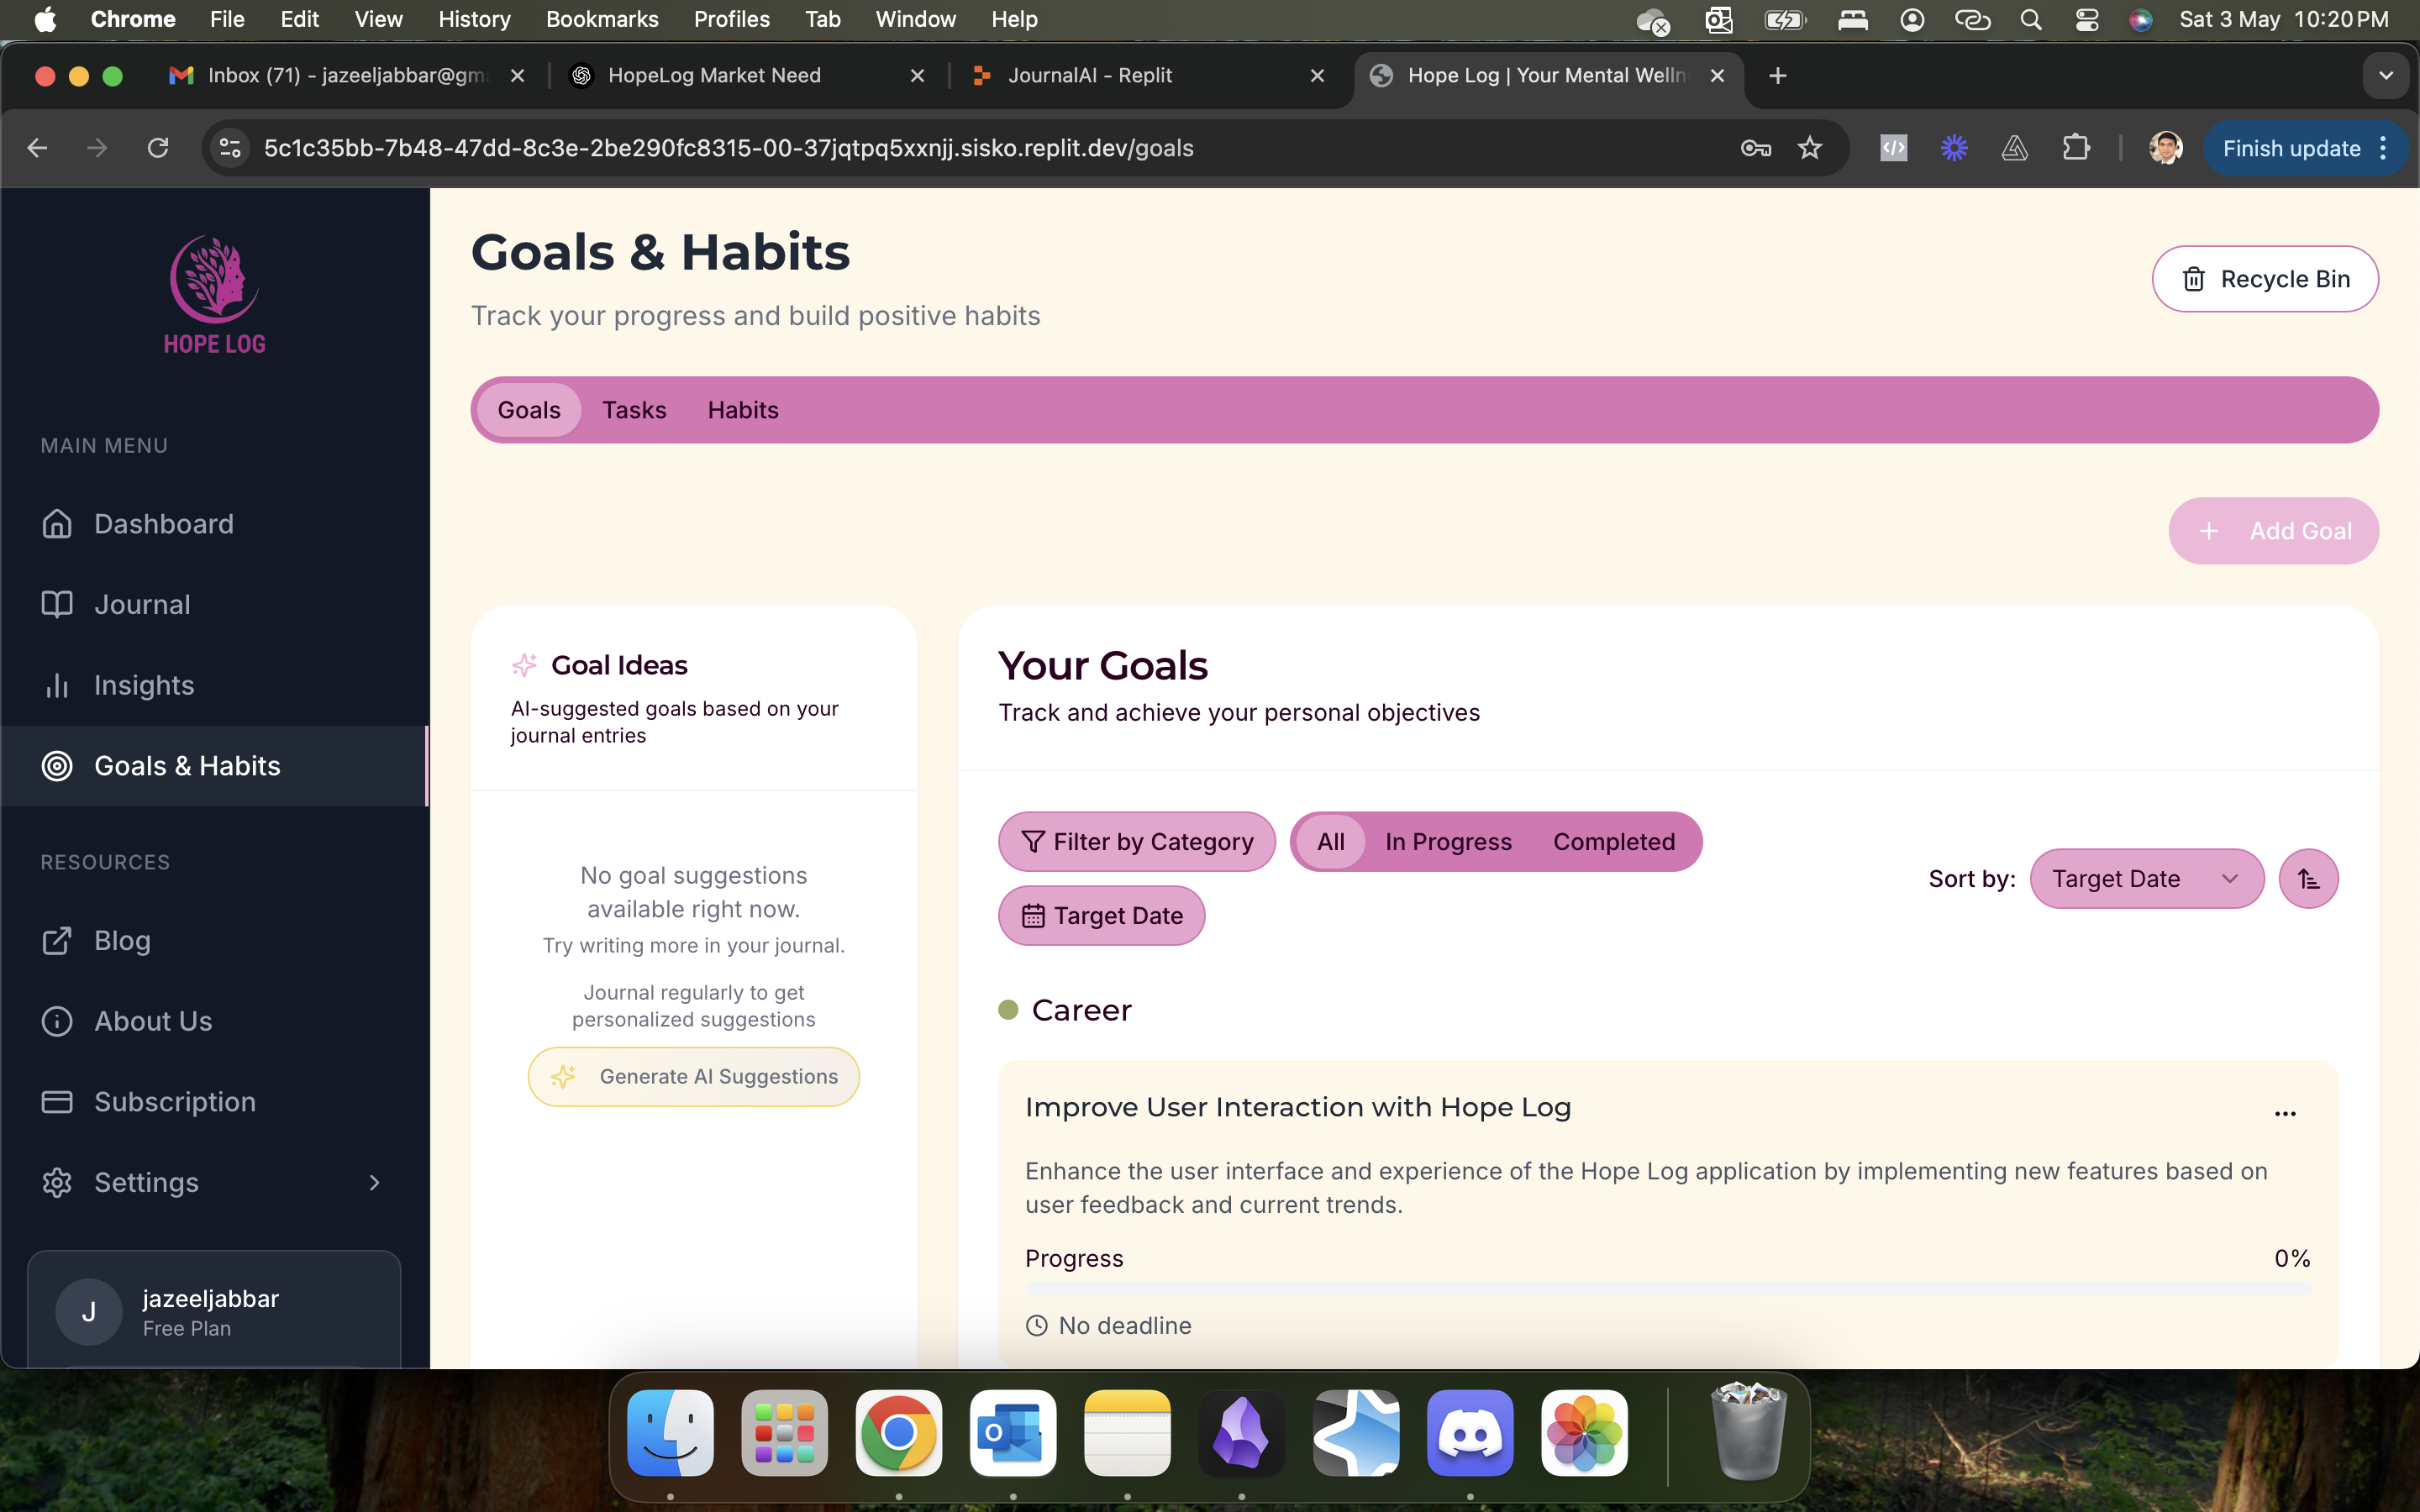 Chrome File Edit View History Bookmarks Profiles Tab Window Help Sat 3 May 10:20 PM
Inbox (71) - jazeeljabbar@gm HopeLog Market Need JournalAI - Replit Hope Log | Your Mental Welln
5c1c35bb-7b48-47dd-8c3e-2be290fc8315-00-37jqtpq5xxnjj.sisko.replit.dev/goals Finish update
HOPE LOG
MAIN MENU
Dashboard
Journal
Insights
Goals & Habits
RESOURCES
Blog
About Us
Subscription
Settings
J
jazeeljabbar
Free Plan
Goals & Habits
Track your progress and build positive habits
Recycle Bin
Goals Tasks Habits
+ Add Goal
Goal Ideas
AI-suggested goals based on your
journal entries
No goal suggestions
available right now.
Try writing more in your journal.
Journal regularly to get
personalized suggestions
Generate AI Suggestions
Your Goals
Track and achieve your personal objectives
Filter by Category All In Progress Completed
Target Date
Sort by: Target Date
Career
Improve User Interaction with Hope Log
...
Enhance the user interface and experience of the Hope Log application by implementing new features based on
user feedback and current trends.
Progress 0%
No deadline